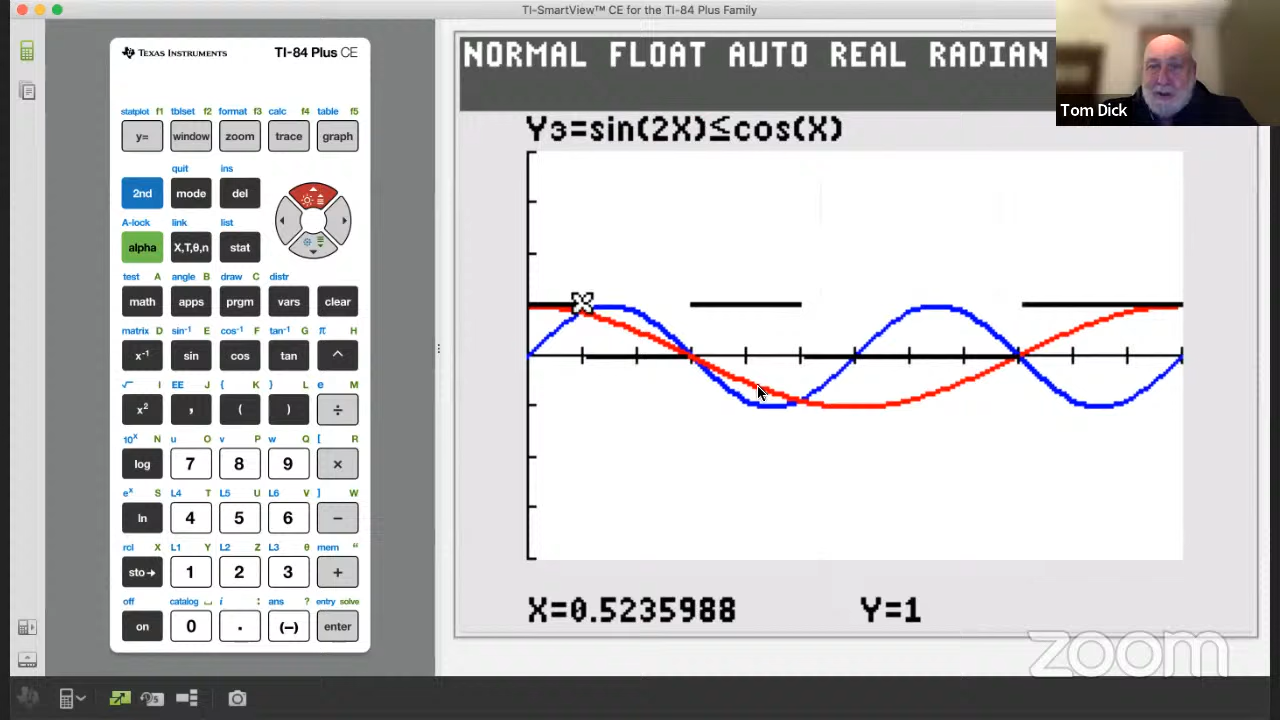 TI-SmartView™ CE for the TI-84 Plus Family
TEXAS INSTRUMENTS
TI-84 Plus CE
statplot f1 tblset f2 format f3 calc f4 table f5
y= window zoom trace graph
quit ins
2nd mode del
A-lock link list
alpha X,T,θ,n stat
test A angle B draw C distr
math apps prgm vars clear
matrix D sin⁻¹ E cos⁻¹ F tan⁻¹ G π H
x⁻¹ sin cos tan ^
√ I EE J { K } L e M
x² , ( ) ÷
10ˣ N u O v P w Q [ R
log 7 8 9 ×
eˣ S L4 T L5 U L6 V ] W
ln 4 5 6 −
rcl X L1 Y L2 Z L3 θ mem “
sto→ 1 2 3 +
off catalog ⎵ i : ans ? entry solve
on 0 . (−) enter
NORMAL FLOAT AUTO REAL RADIAN
Y3=sin(2X)≤cos(X)
X=0.5235988 Y=1
Tom Dick
zoom